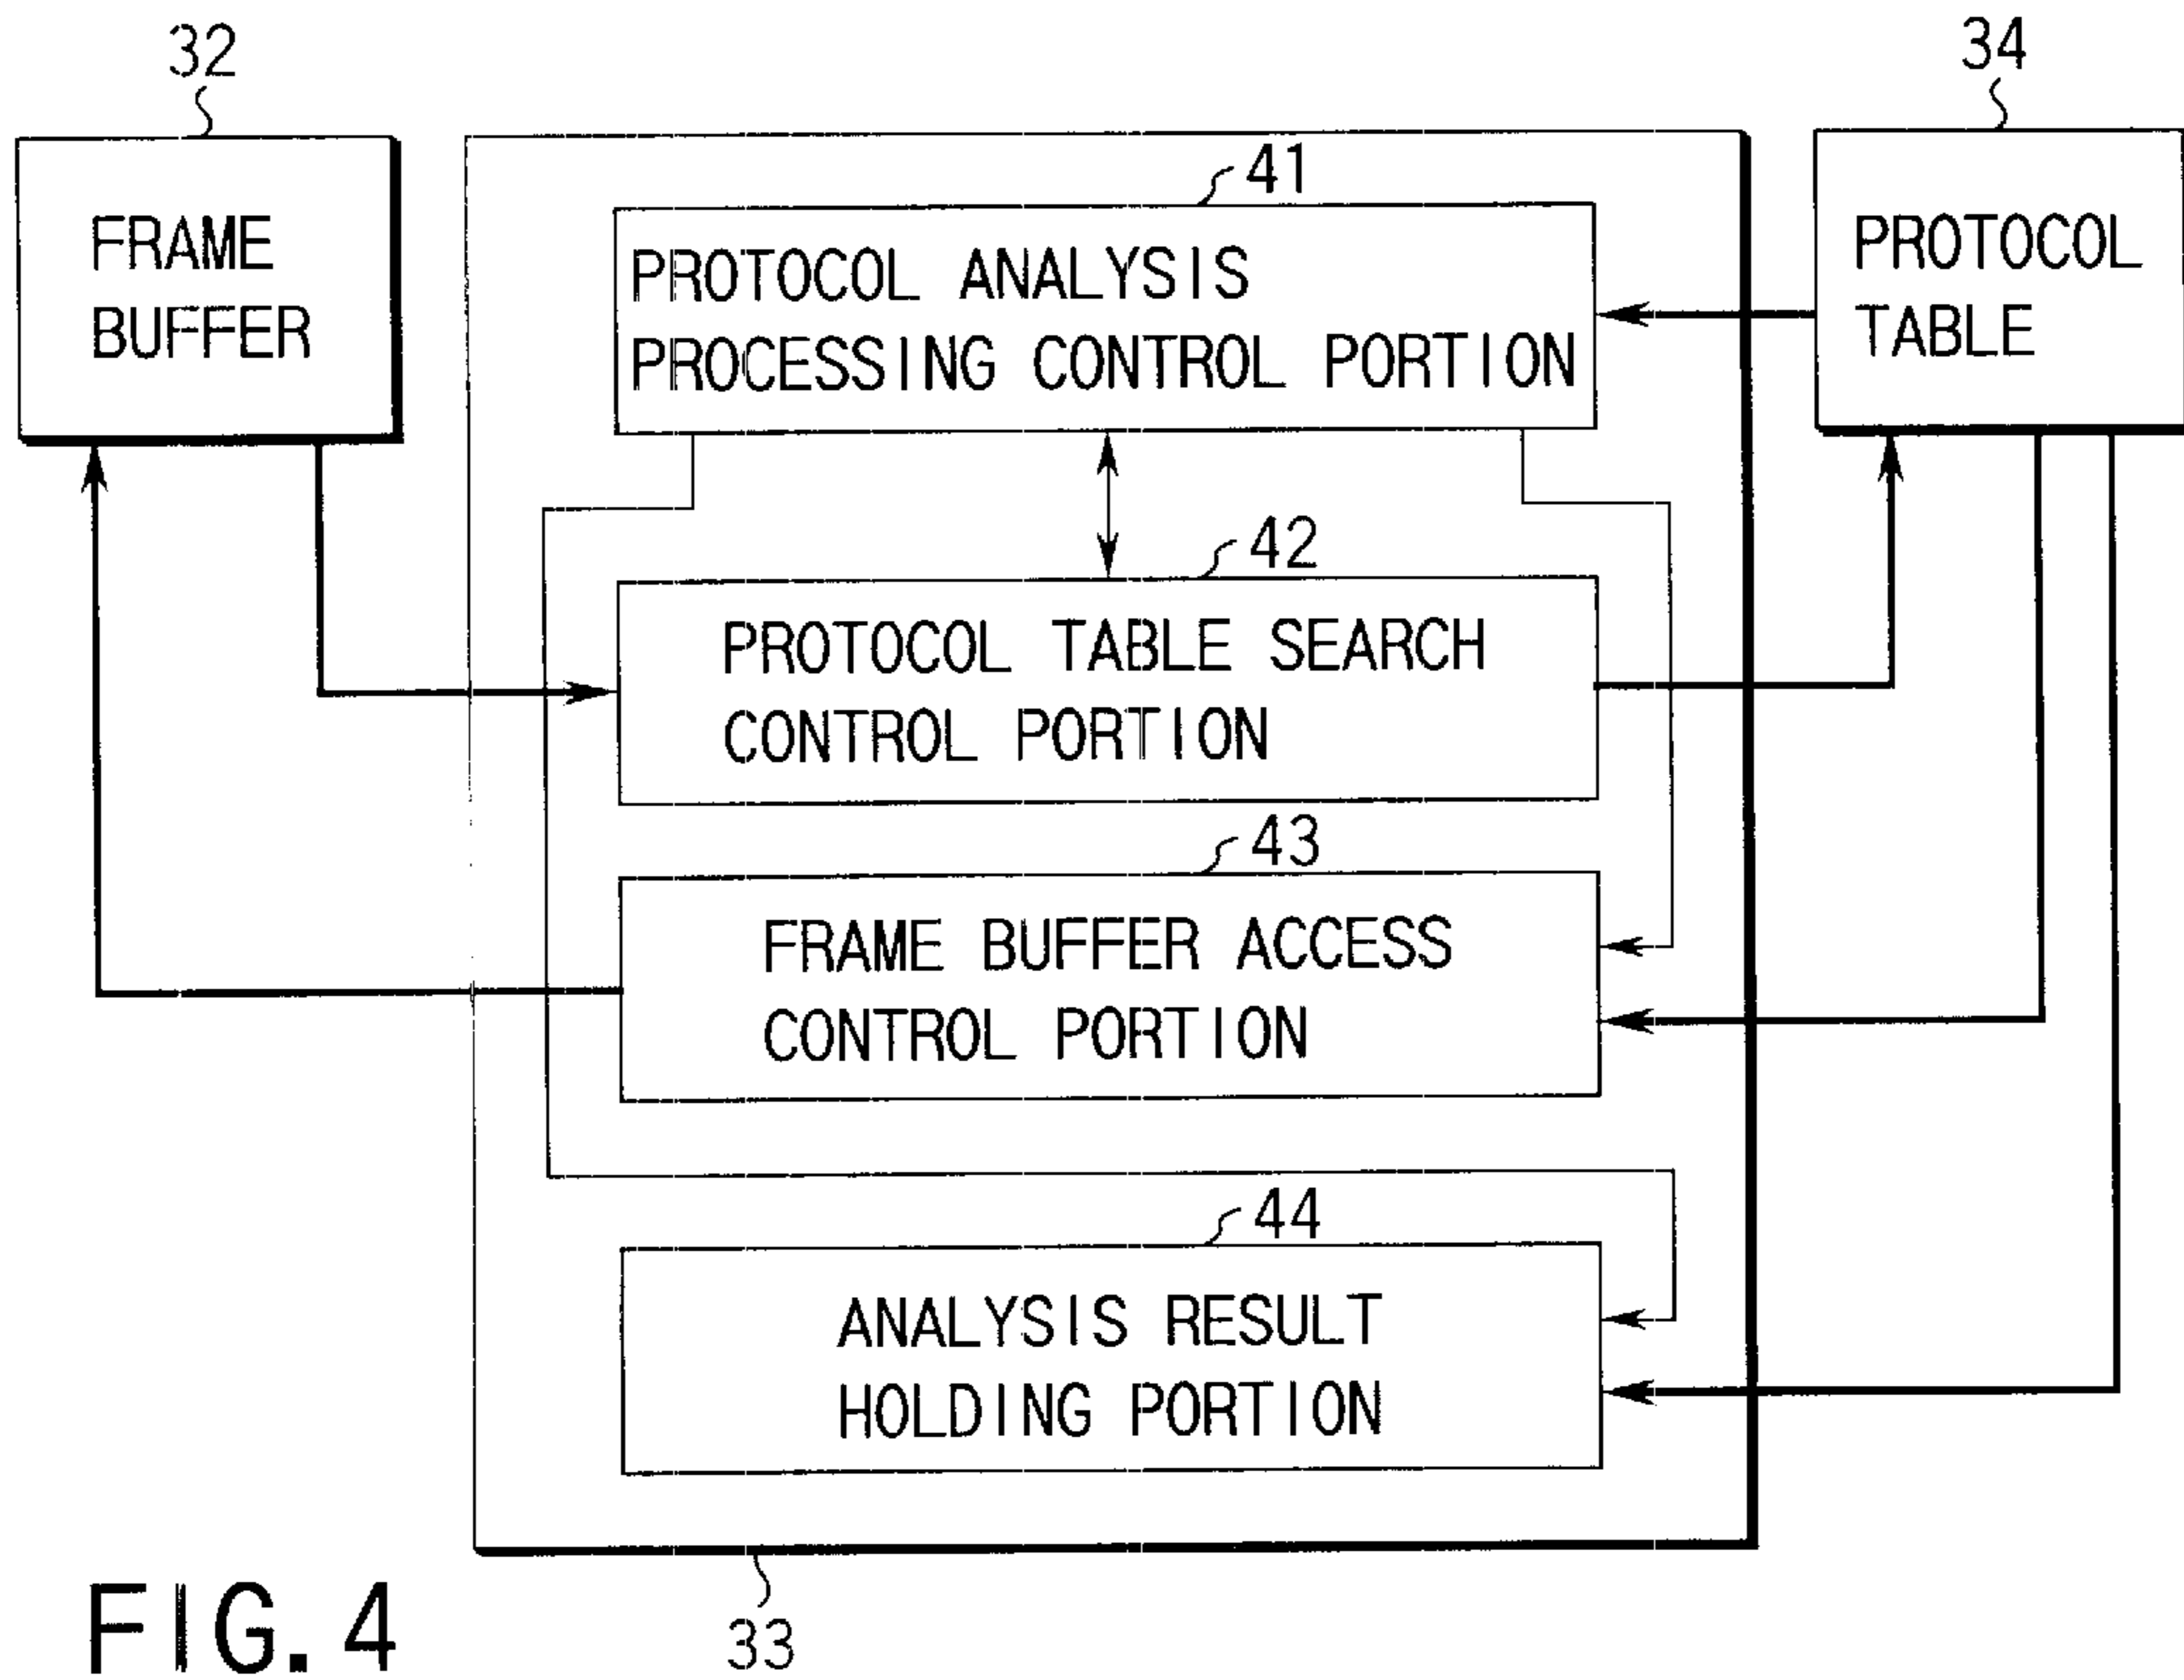 32
34
FRAME
BUFFER
41
PROTOCOL ANALYSIS
PROCESSING CONTROL PORTION
PROTOCOL
TABLE
42
PROTOCOL TABLE SEARCH
CONTROL PORTION
43
FRAME BUFFER ACCESS
CONTROL PORTION
44
ANALYSIS RESULT
HOLDING PORTION
33
FIG. 4